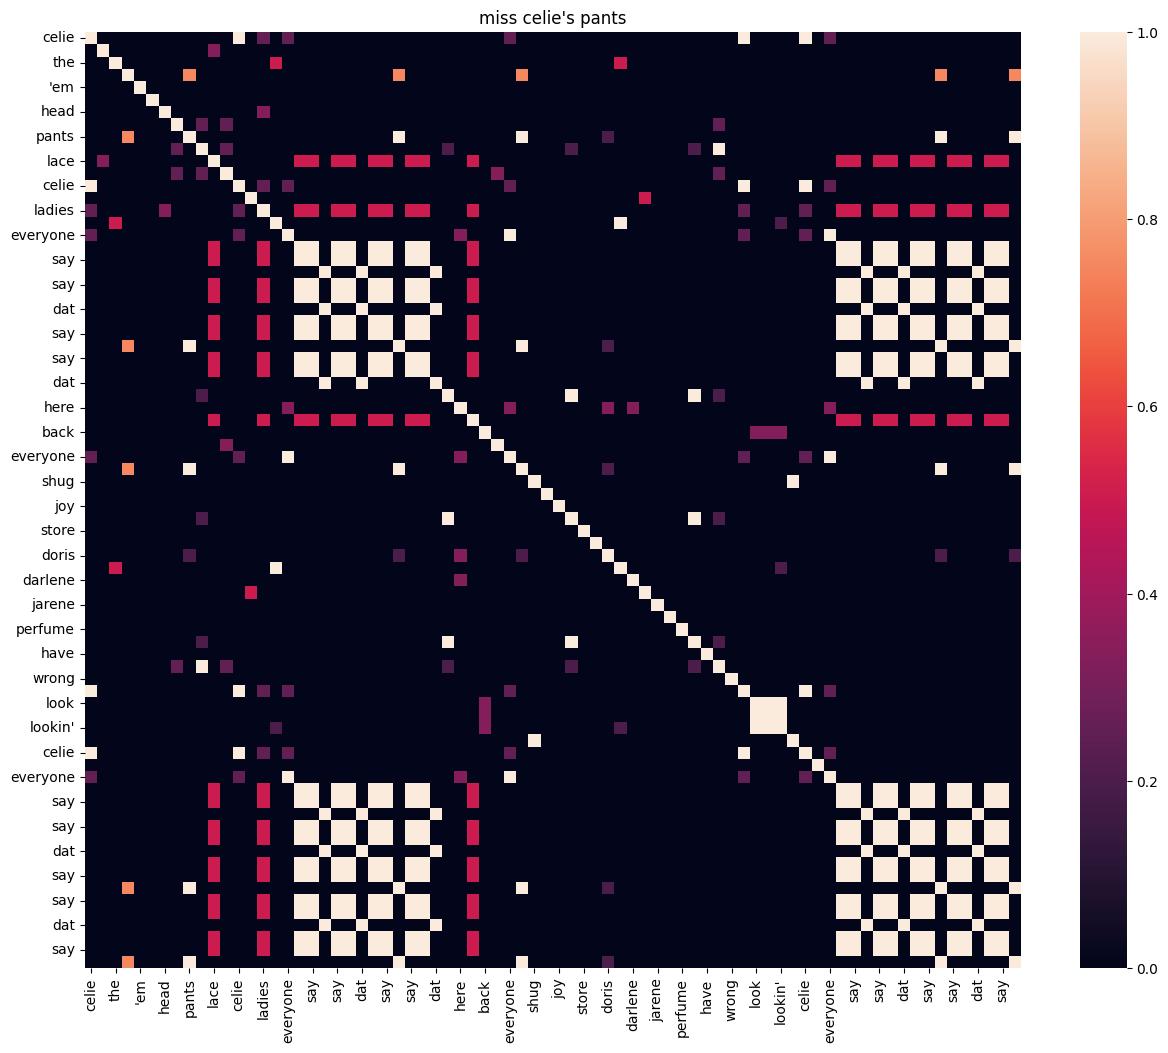 miss celie's pants
celie
the
'em
head
pants
lace
celie
ladies
everyone
say
say
dat
say
say
dat
here
back
everyone
shug
joy
store
doris
darlene
jarene
perfume
have
wrong
look
lookin'
celie
everyone
say
say
dat
say
say
dat
say
1.0
0.8
0.6
0.4
0.2
0.0
celie
the
'em
head
pants
lace
celie
ladies
everyone
say
say
dat
say
say
dat
here
back
everyone
shug
joy
store
doris
darlene
jarene
perfume
have
wrong
look
lookin'
celie
everyone
say
say
dat
say
say
dat
say